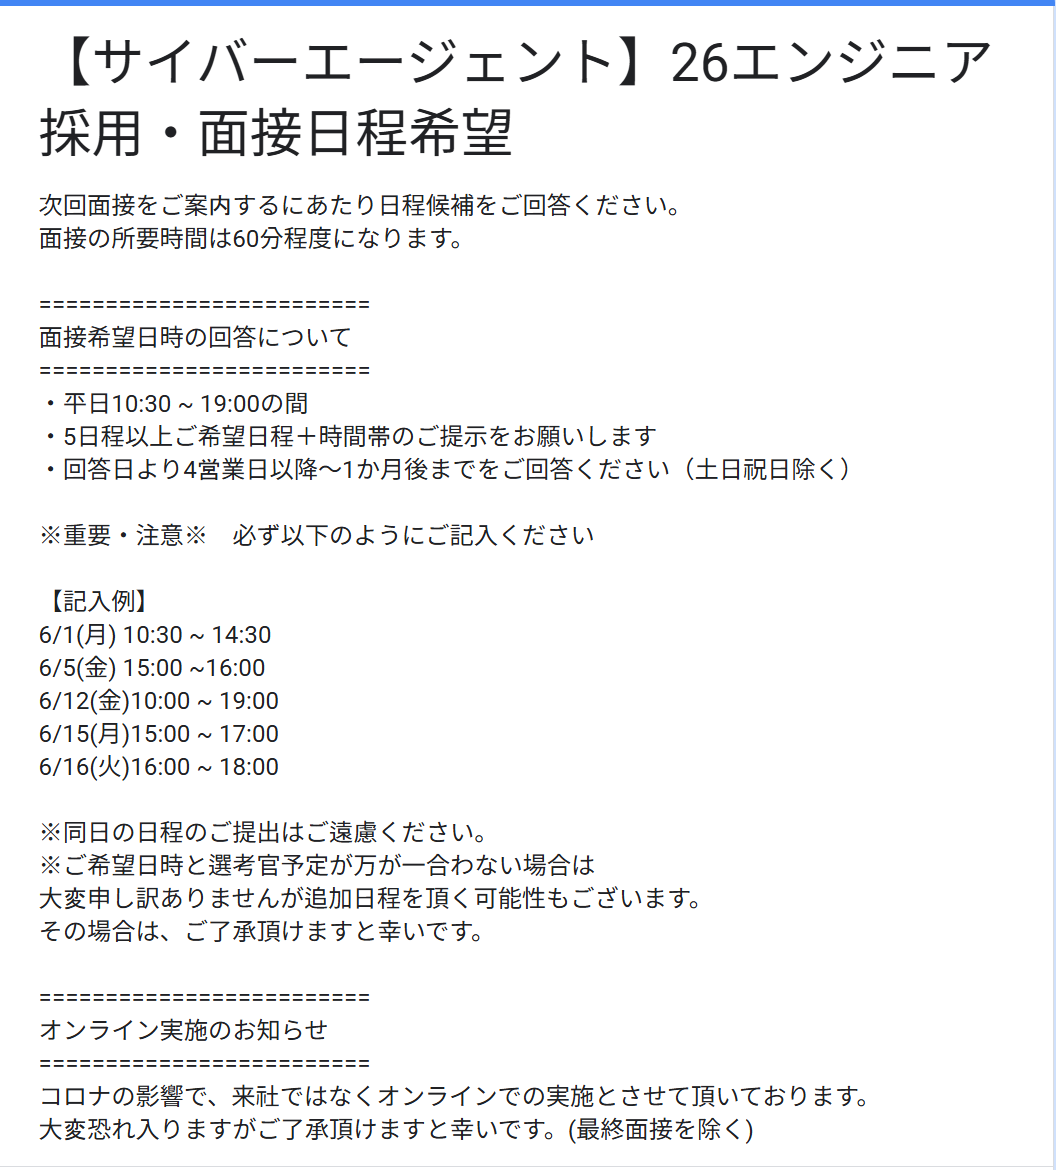 【サイバーエージェント】26エンジニア
採用・面接日程希望
次回面接をご案内するにあたり日程候補をご回答ください。
面接の所要時間は60分程度になります。
=========================
面接希望日時の回答について
=========================
・平日10:30 ~ 19:00の間
・5日程以上ご希望日程＋時間帯のご提示をお願いします
・回答日より4営業日以降〜1か月後までをご回答ください（土日祝日除く）
※重要・注意※　必ず以下のようにご記入ください
【記入例】
6/1(月) 10:30 ~ 14:30
6/5(金) 15:00 ~16:00
6/12(金)10:00 ~ 19:00
6/15(月)15:00 ~ 17:00
6/16(火)16:00 ~ 18:00
※同日の日程のご提出はご遠慮ください。
※ご希望日時と選考官予定が万が一合わない場合は
大変申し訳ありませんが追加日程を頂く可能性もございます。
その場合は、ご了承頂けますと幸いです。
=========================
オンライン実施のお知らせ
=========================
コロナの影響で、来社ではなくオンラインでの実施とさせて頂いております。
大変恐れ入りますがご了承頂けますと幸いです。(最終面接を除く)